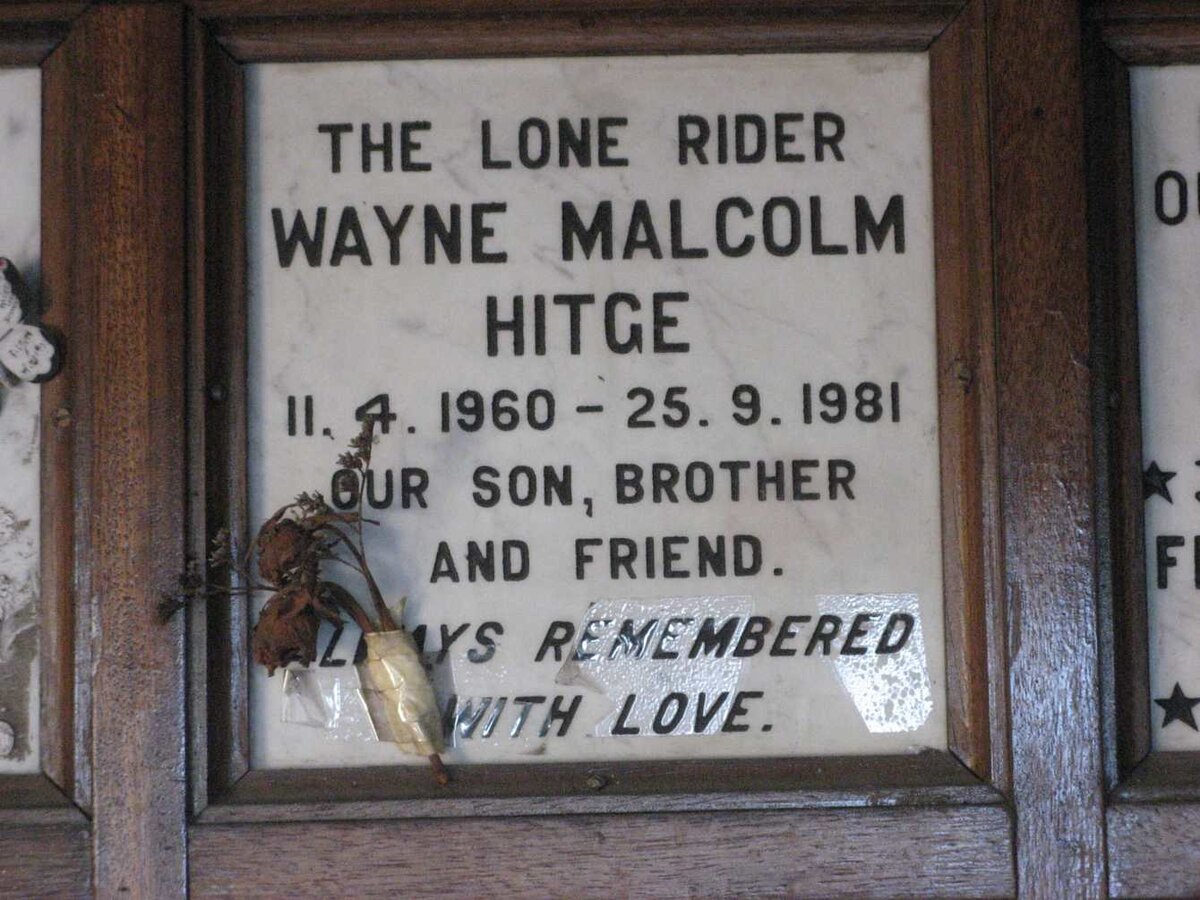 THE LONE RIDER
WAYNE MALCOLM
HITGE
11. 4. 1960 - 25. 9. 1981
OUR SON, BROTHER
AND FRIEND.
ALWAYS REMEMBERED
WITH LOVE.